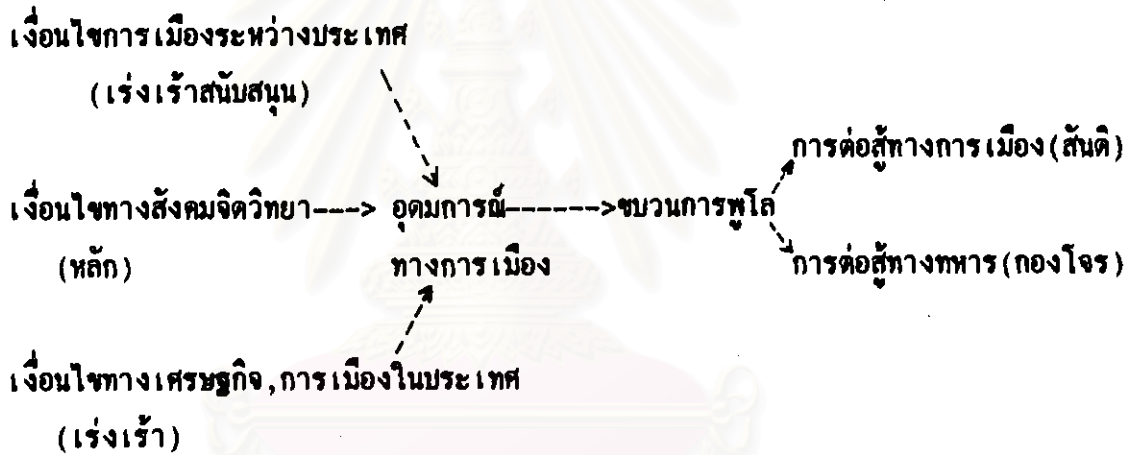 เงื่อนไขการเมืองระหว่างประเทศ
(เร่งเร้าสนับสนุน)
การต่อสู้ทางการเมือง(สันติ)
เงื่อนไขทางสังคมจิตวิทยา----> อุดมการณ์------>ขบวนการพูโล
(หลัก) ทางการเมือง การต่อสู้ทางทหาร(กองโจร)
เงื่อนไขทางเศรษฐกิจ,การเมืองในประเทศ
(เร่งเร้า)